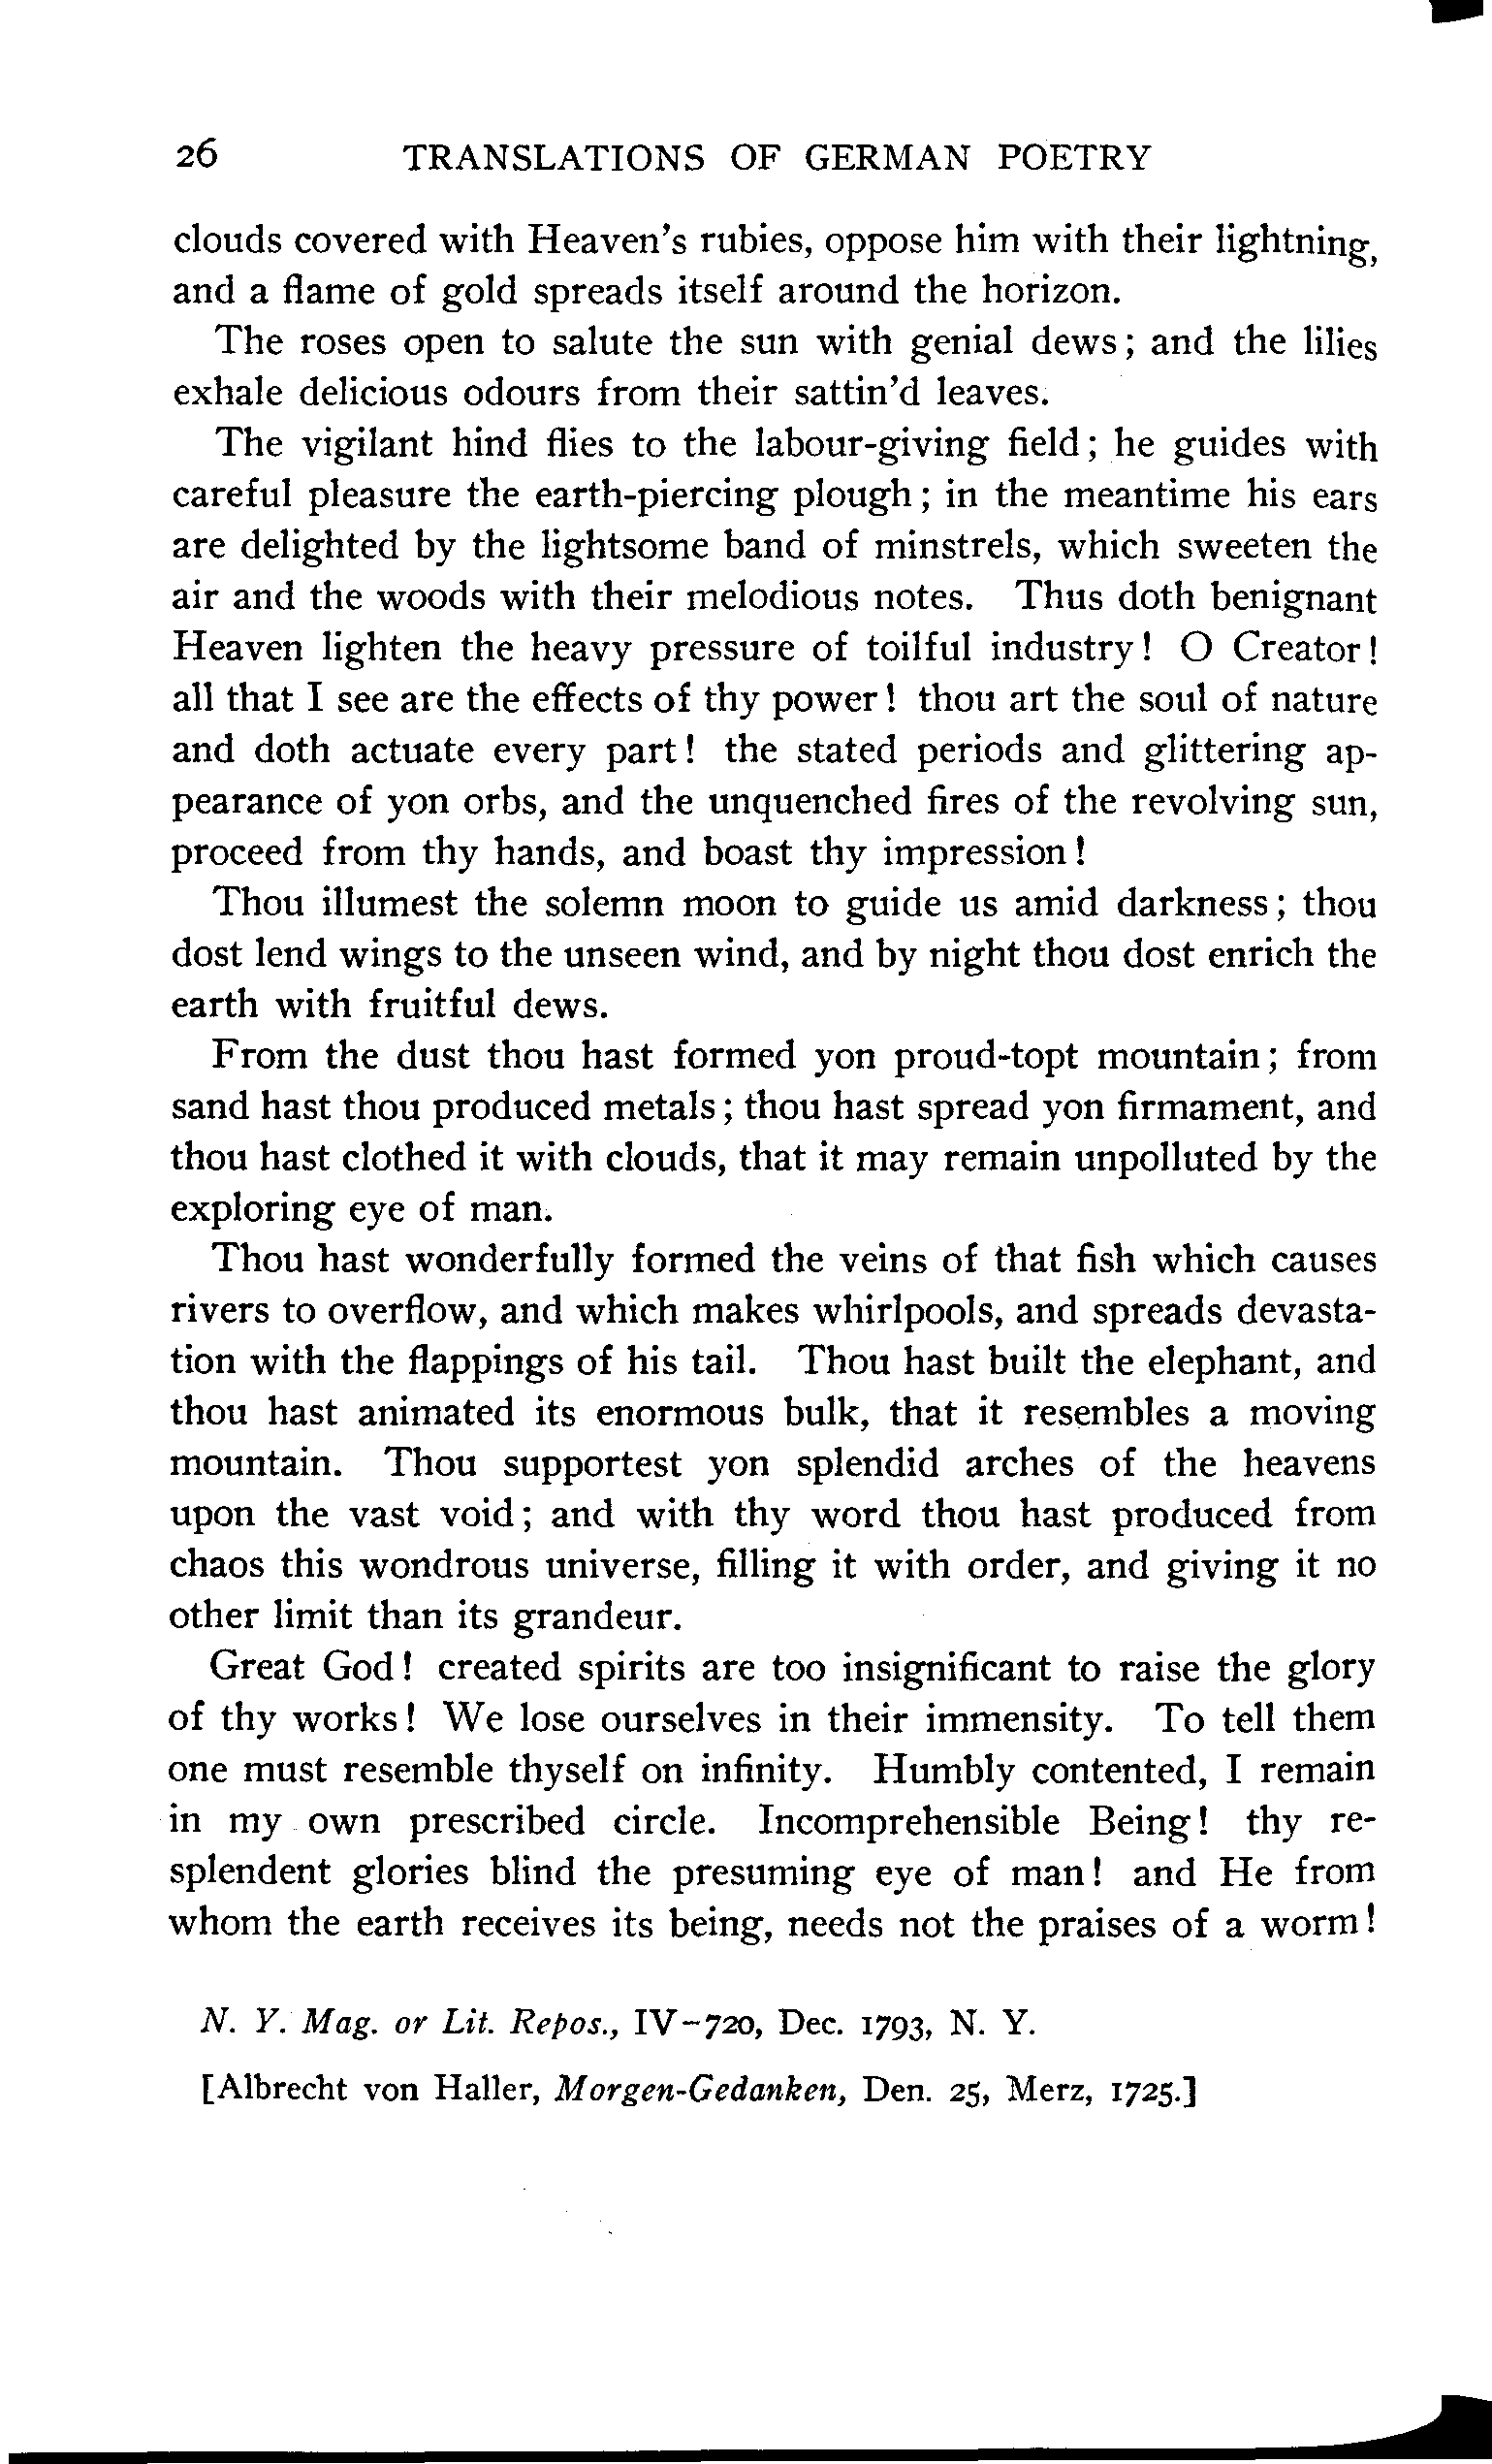 26 TRANSLATIONS OF GERMAN POETRY
clouds covered with Heaven's rubies, oppose him with their lightning,
and a flame of gold spreads itself around the horizon.
The roses open to salute the sun with genial dews; and the lilies
exhale delicious odours from their sattin'd leaves.
The vigilant hind flies to the labour-giving field; he guides with
careful pleasure the earth-piercing plough; in the meantime his ears
are delighted by the lightsome band of minstrels, which sweeten the
air and the woods with their melodious notes. Thus doth benignant
Heaven lighten the heavy pressure of toilful industry! O Creator!
all that I see are the effects of thy power! thou art the soul of nature
and doth actuate every part! the stated periods and glittering ap-
pearance of yon orbs, and the unquenched fires of the revolving sun,
proceed from thy hands, and boast thy impression!
Thou illumest the solemn moon to guide us amid darkness; thou
dost lend wings to the unseen wind, and by night thou dost enrich the
earth with fruitful dews.
From the dust thou hast formed yon proud-topt mountain; from
sand hast thou produced metals; thou hast spread yon firmament, and
thou hast clothed it with clouds, that it may remain unpolluted by the
exploring eye of man.
Thou hast wonderfully formed the veins of that fish which causes
rivers to overflow, and which makes whirlpools, and spreads devasta-
tion with the flappings of his tail. Thou hast built the elephant, and
thou hast animated its enormous bulk, that it resembles a moving
mountain. Thou supportest yon splendid arches of the heavens
upon the vast void; and with thy word thou hast produced from
chaos this wondrous universe, filling it with order, and giving it no
other limit than its grandeur.
Great God! created spirits are too insignificant to raise the glory
of thy works! We lose ourselves in their immensity. To tell them
one must resemble thyself on infinity. Humbly contented, I remain
in my own prescribed circle. Incomprehensible Being! thy re-
splendent glories blind the presuming eye of man! and He from
whom the earth receives its being, needs not the praises of a worm!
N. Y. Mag. or Lit. Repos., IV-720, Dec. 1793, N. Y.
[Albrecht von Haller, Morgen-Gedanken, Den. 25, Merz, 1725.]